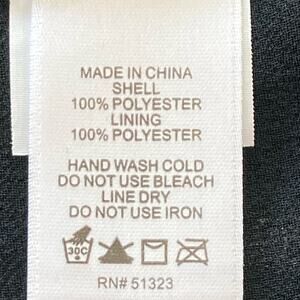 MADE IN CHINA
SHELL
100% POLYESTER
LINING
100% POLYESTER
HAND WASH COLD
DO NOT USE BLEACH
LINE DRY
DO NOT USE IRON
30C
RN# 51323